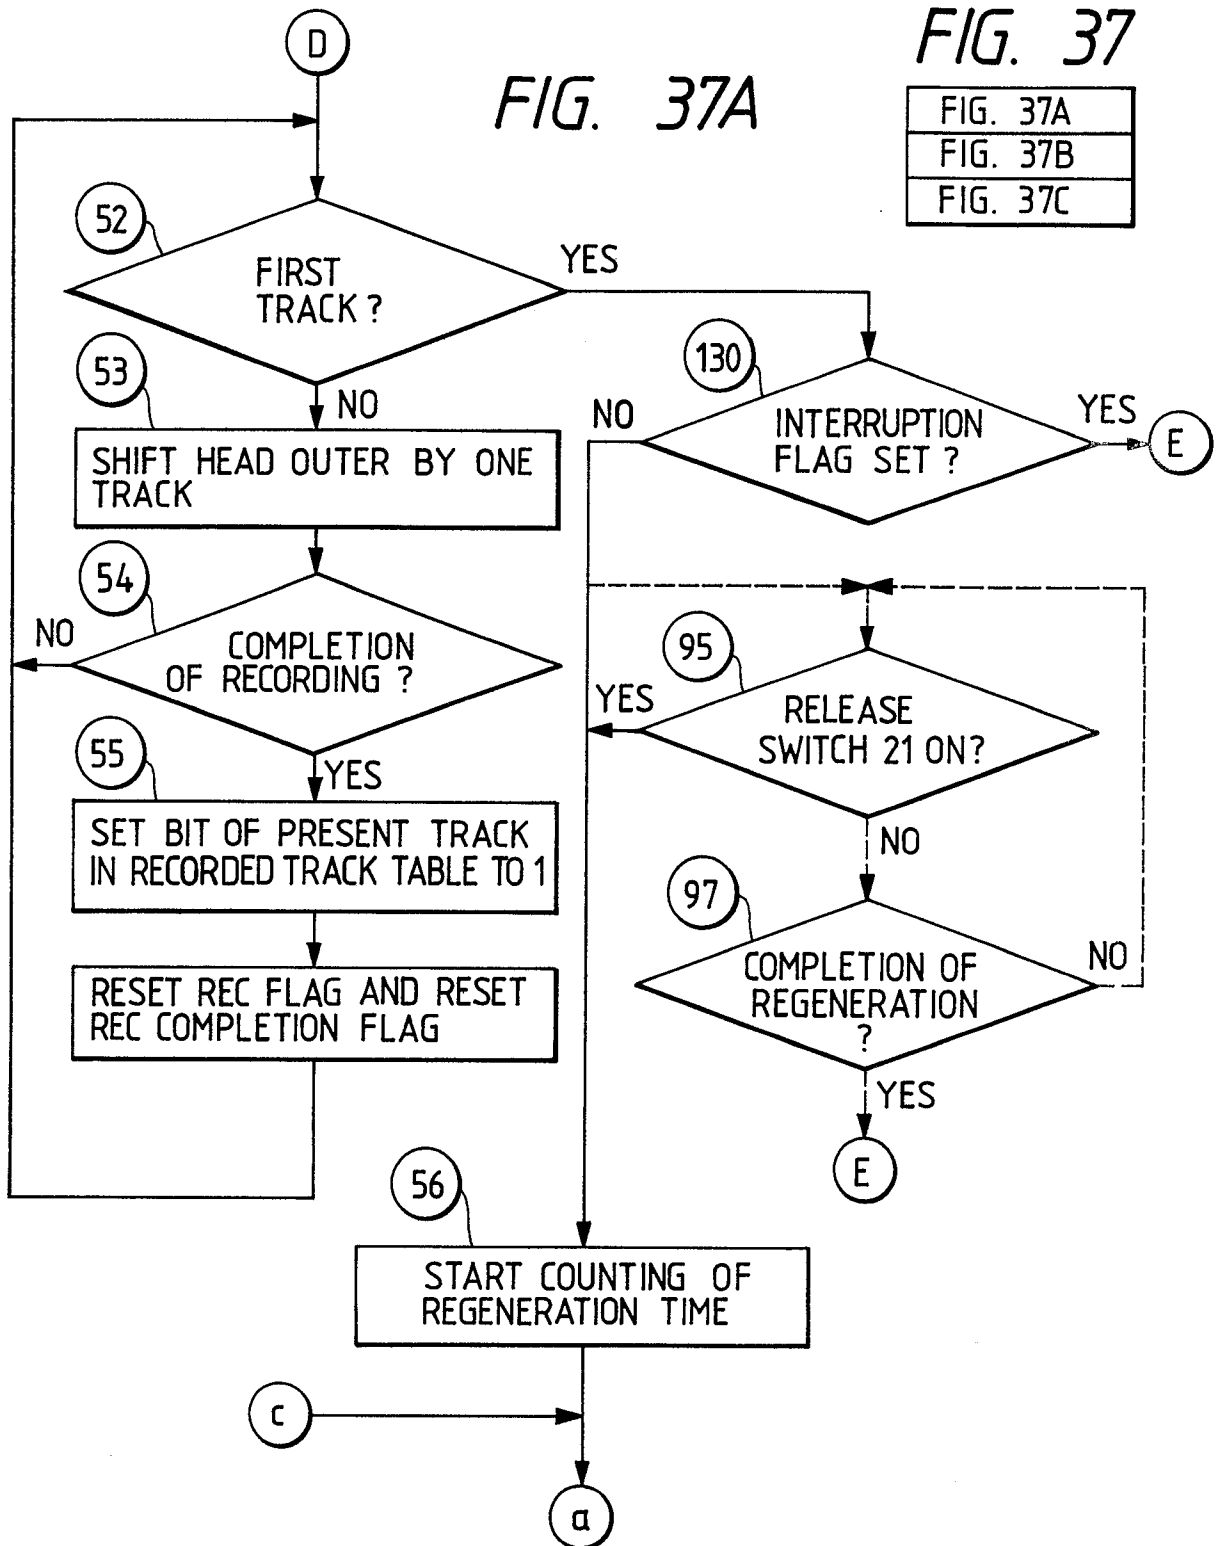 D
FIG. 37A
FIG. 37
FIG. 37A
FIG. 37B
FIG. 37C
52
FIRST
TRACK ?
YES
NO
53
SHIFT HEAD OUTER BY ONE
TRACK
130
NO
INTERRUPTION
FLAG SET ?
YES
E
54
NO
COMPLETION
OF RECORDING ?
YES
95
YES
RELEASE
SWITCH 21 ON?
NO
55
SET BIT OF PRESENT TRACK
IN RECORDED TRACK TABLE TO 1
RESET REC FLAG AND RESET
REC COMPLETION FLAG
97
COMPLETION OF
REGENERATION
?
NO
YES
E
56
START COUNTING OF
REGENERATION TIME
c
a